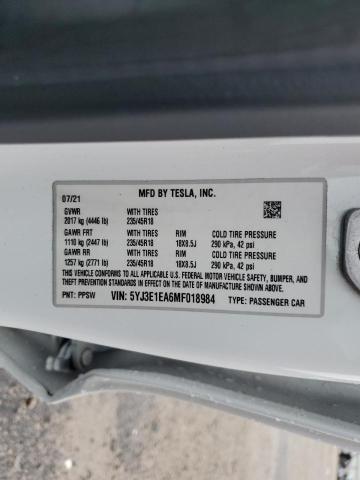 MFD BY TESLA, INC.
07/21
GVWR WITH TIRES
2017 kg (4446 lb) 235/45R18
GAWR FRT WITH TIRES RIM COLD TIRE PRESSURE
1110 kg (2447 lb) 235/45R18 18X8.5J 290 kPa, 42 psi
GAWR RR WITH TIRES RIM COLD TIRE PRESSURE
1257 kg (2771 lb) 235/45R18 18X8.5J 290 kPa, 42 psi
THIS VEHICLE CONFORMS TO ALL APPLICABLE
U.S. FEDERAL MOTOR VEHICLE SAFETY, BUMPER, AND
THEFT PREVENTION STANDARDS IN EFFECT ON THE
DATE OF MANUFACTURE SHOWN ABOVE.
PNT: PPSW VIN: 5YJ3E1EA6MF018984 TYPE: PASSENGER CAR